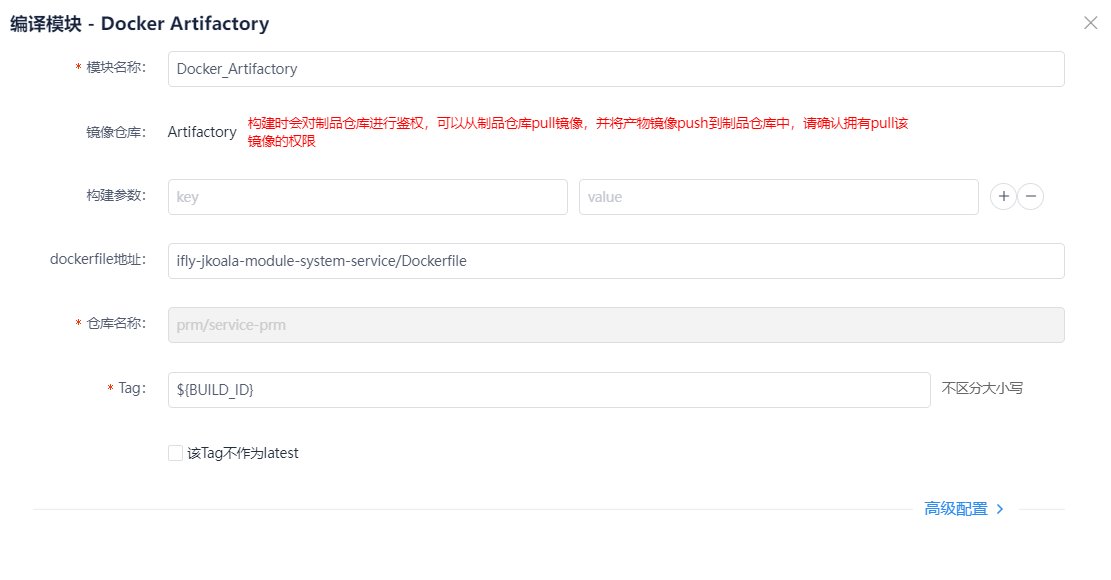 编译模块 - Docker Artifactory
* 模块名称： Docker_Artifactory
镜像仓库： Artifactory 构建时会对制品仓库进行鉴权，可以从制品仓库pull镜像，并将产物镜像push到制品仓库中，请确认拥有pull该
镜像的权限
构建参数： key value
dockerfile地址： ifly-jkoala-module-system-service/Dockerfile
* 仓库名称： prm/service-prm
* Tag： ${BUILD_ID} 不区分大小写
该Tag不作为latest
高级配置